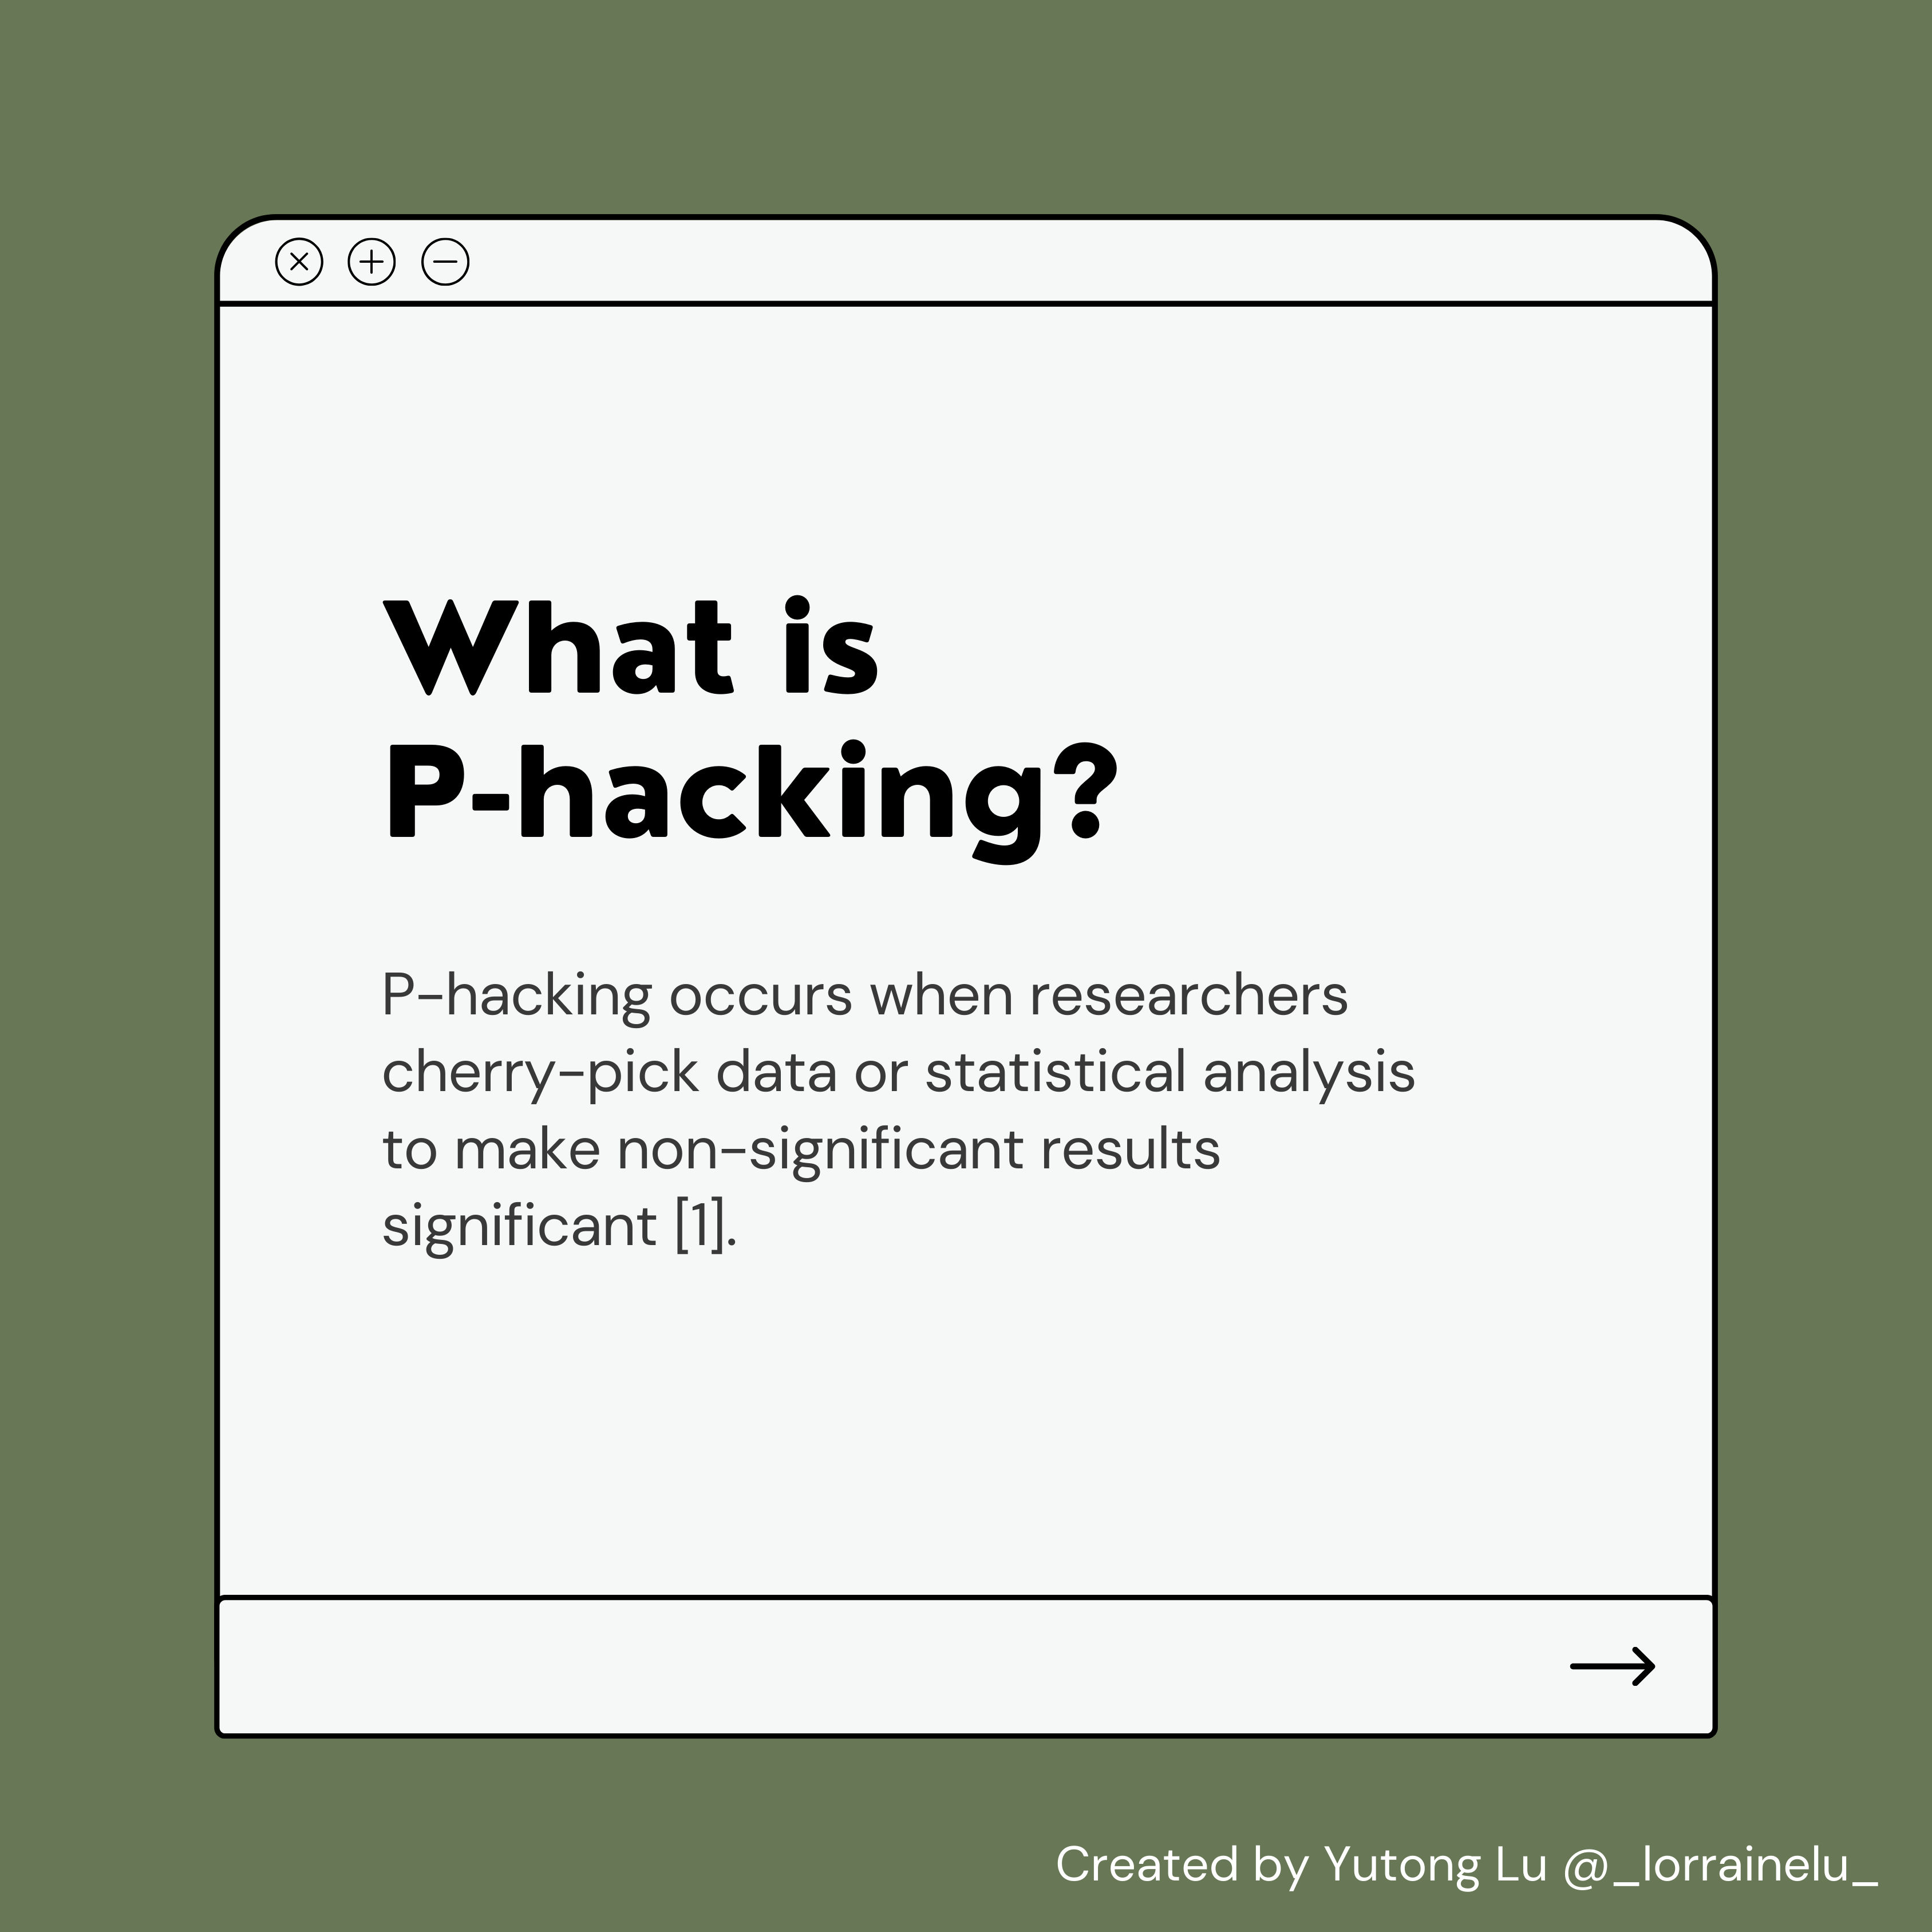 What is
P-hacking?
P-hacking occurs when researchers
cherry-pick data or statistical analysis
to make non-significant results
significant [1].
Created by Yutong Lu @_lorrainelu_